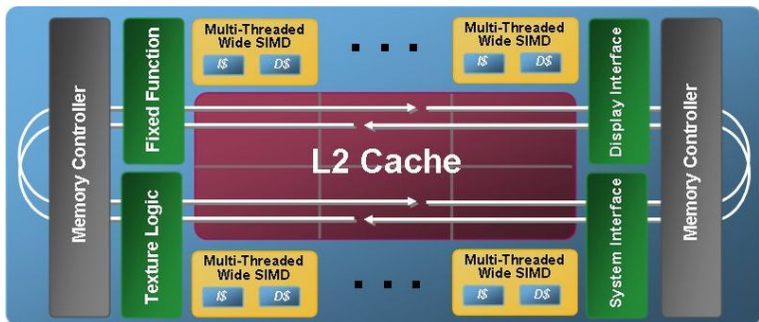 Memory Controller
Fixed Function
Multi-Threaded
Wide SIMD
I$ D$
. . .
Multi-Threaded
Wide SIMD
I$ D$
Display Interface
Memory Controller
L2 Cache
Texture Logic
Multi-Threaded
Wide SIMD
I$ D$
. . .
Multi-Threaded
Wide SIMD
I$ D$
System Interface